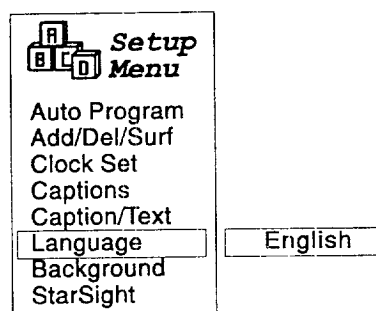 A
B C D
Setup
Menu
Auto Program
Add/Del/Surf
Clock Set
Captions
Caption/Text
Language English
Background
StarSight